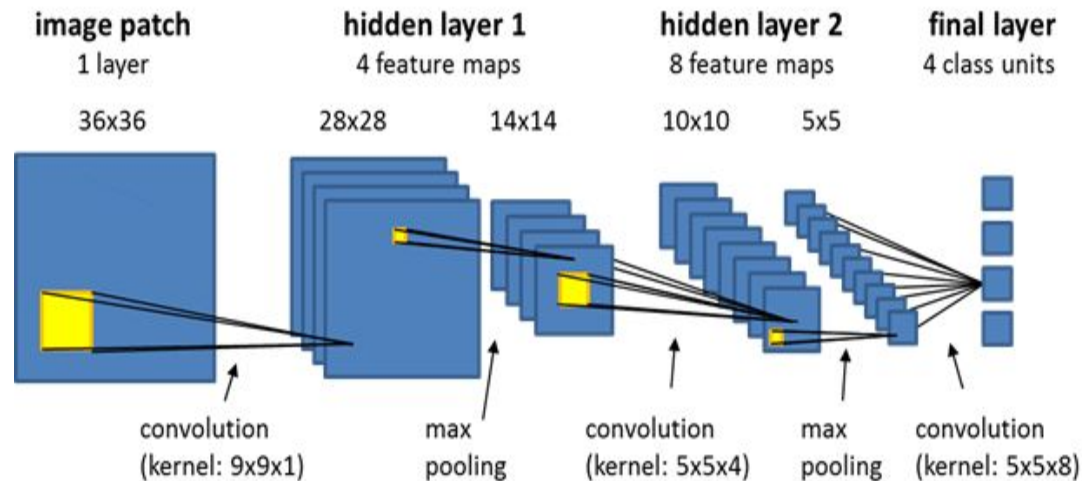 image patch
1 layer
hidden layer 1
4 feature maps
hidden layer 2
8 feature maps
final layer
4 class units
36x36
28x28
14x14
10x10
5x5
convolution
(kernel: 9x9x1)
max
pooling
convolution
(kernel: 5x5x4)
max
pooling
convolution
(kernel: 5x5x8)